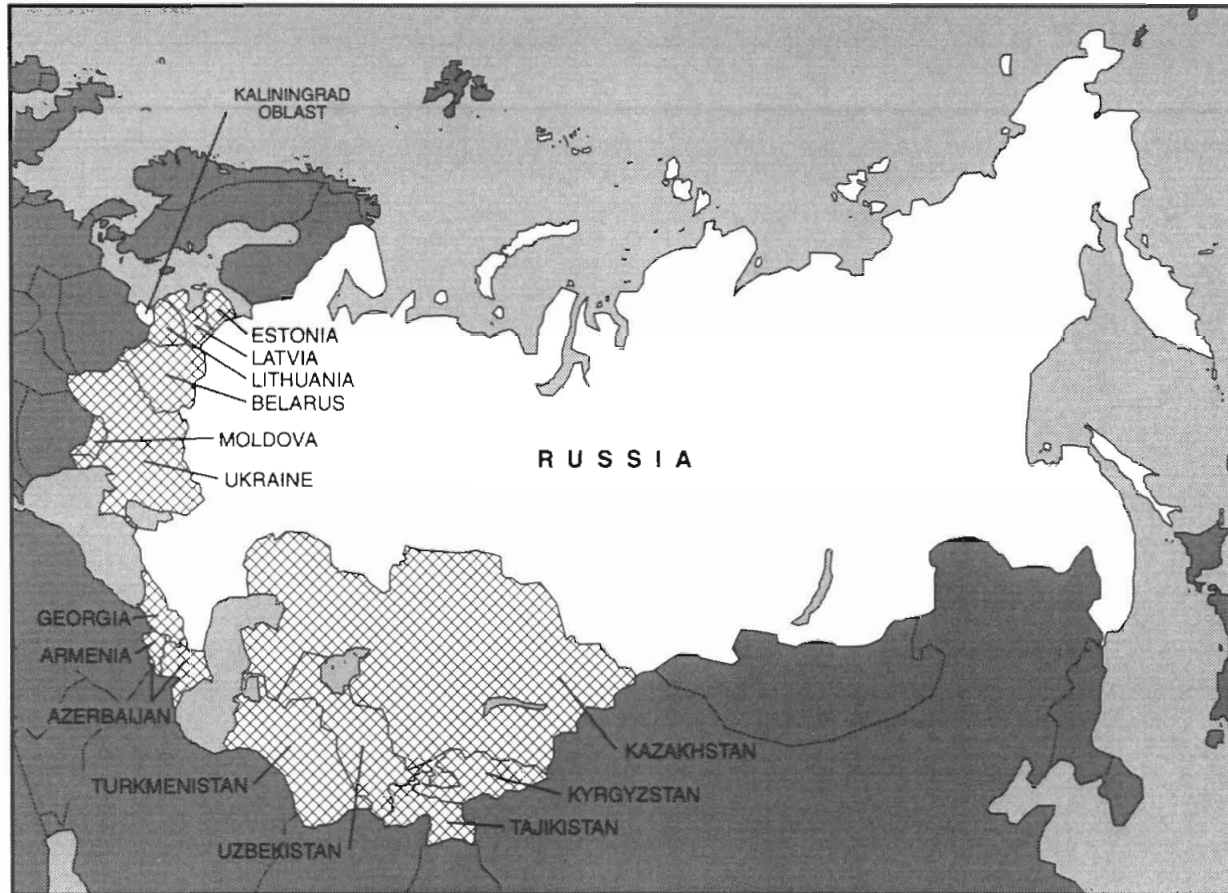 KALININGRAD
OBLAST
ESTONIA
LATVIA
LITHUANIA
BELARUS
MOLDOVA
UKRAINE
RUSSIA
GEORGIA
ARMENIA
AZERBAIJAN
TURKMENISTAN
UZBEKISTAN
KAZAKHSTAN
KYRGYZSTAN
TAJIKISTAN